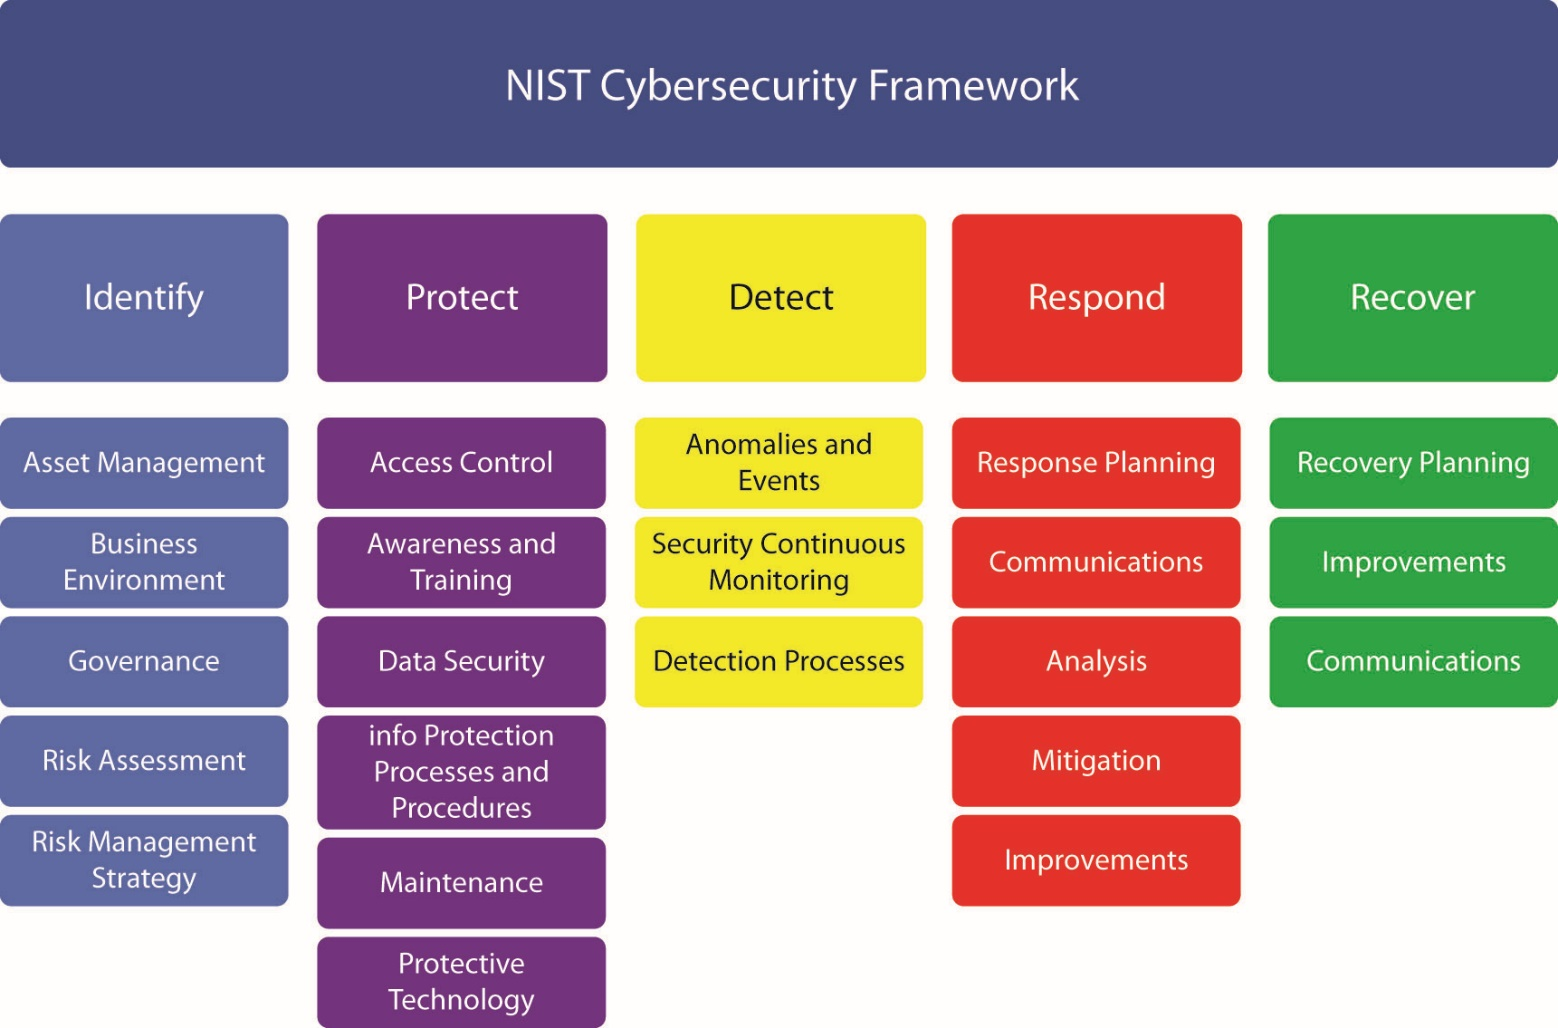 NIST Cybersecurity Framework
Identify
Protect
Detect
Respond
Recover
Asset Management
Business
Environment
Governance
Risk Assessment
Risk Management
Strategy
Access Control
Awareness and
Training
Data Security
info Protection
Processes and
Procedures
Maintenance
Protective
Technology
Anomalies and
Events
Security Continuous
Monitoring
Detection Processes
Response Planning
Communications
Analysis
Mitigation
Improvements
Recovery Planning
Improvements
Communications